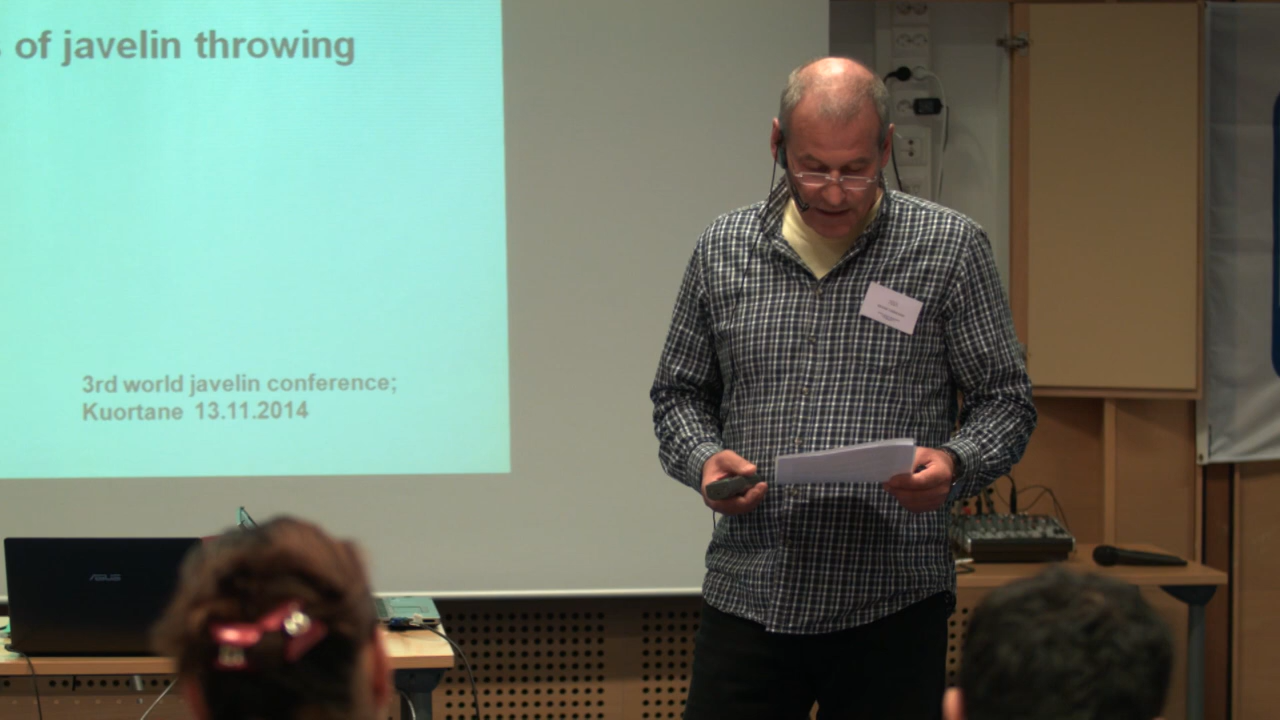 of javelin throwing
3rd world javelin conference;
Kuortane 13.11.2014
ASUS